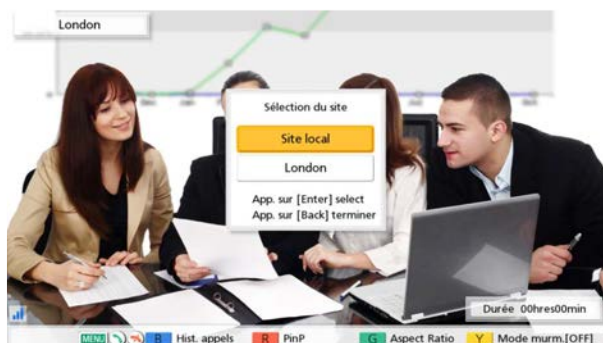 London
Sélection du site
Site local
London
App. sur [Enter] select
App. sur [Back] terminer
Durée 00hres00min
MENU B Hist. appels R PinP G Aspect Ratio Y Mode murm.[OFF]